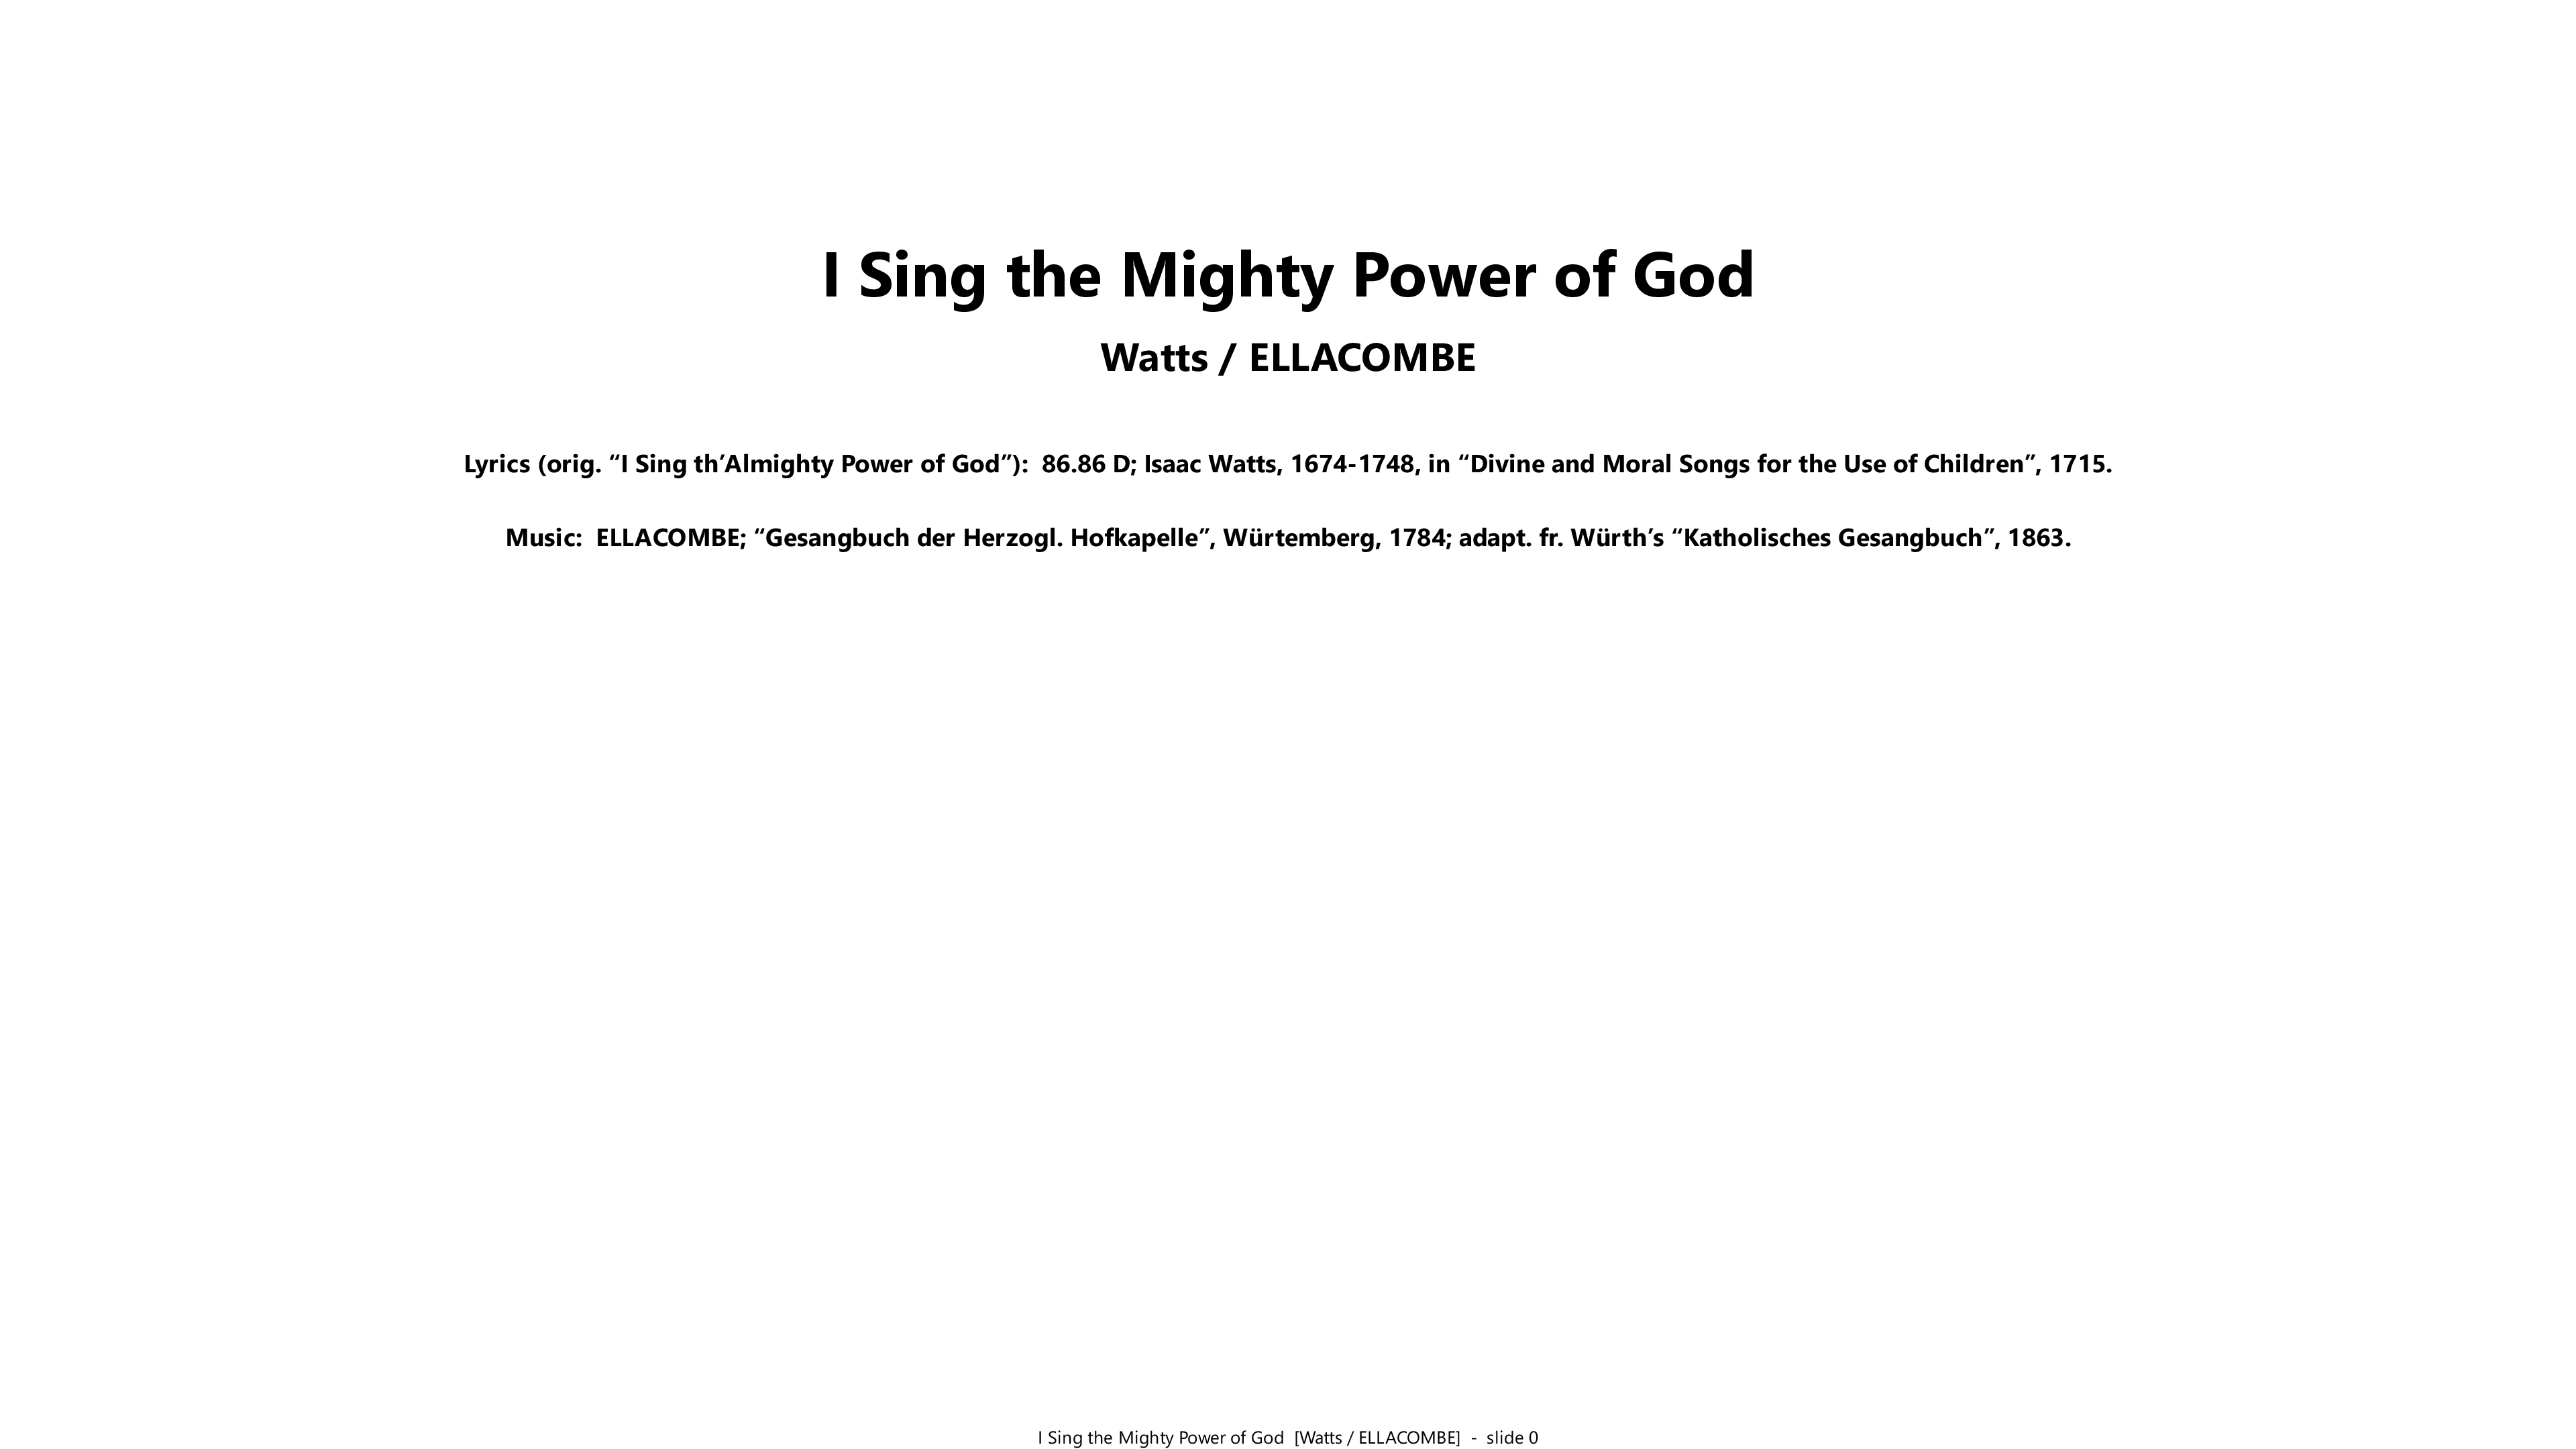 I Sing the Mighty Power of God
Watts / ELLACOMBE
Lyrics (orig. “I Sing th’Almighty Power of God”):  86.86 D; Isaac Watts, 1674-1748, in “Divine and Moral Songs for the Use of Children”, 1715.
Music:  ELLACOMBE; “Gesangbuch der Herzogl. Hofkapelle”, Würtemberg, 1784; adapt. fr. Würth’s “Katholisches Gesangbuch”, 1863.
I Sing the Mighty Power of God  [Watts / ELLACOMBE]  -  slide 0